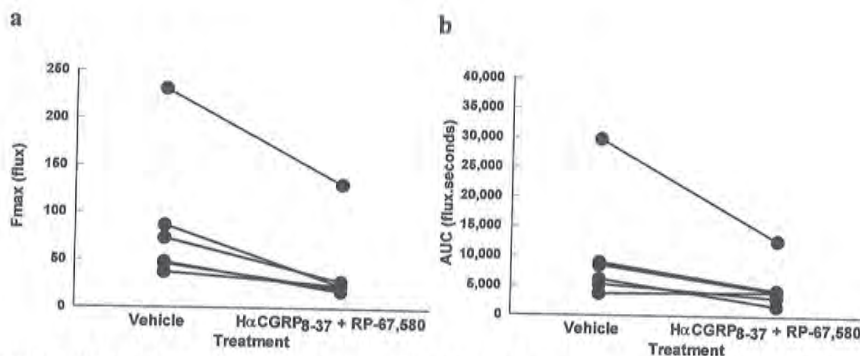 a
Fmax (flux)
250
200
160
100
50
0
Vehicle
HαCGRP8-37 + RP-67,580
Treatment
b
AUC (flux.seconds)
40,000
35,000
30,000
25,000
20,000
15,000
10,000
5,000
0
Vehicle
HαCGRP8-37 + RP-67,580
Treatment